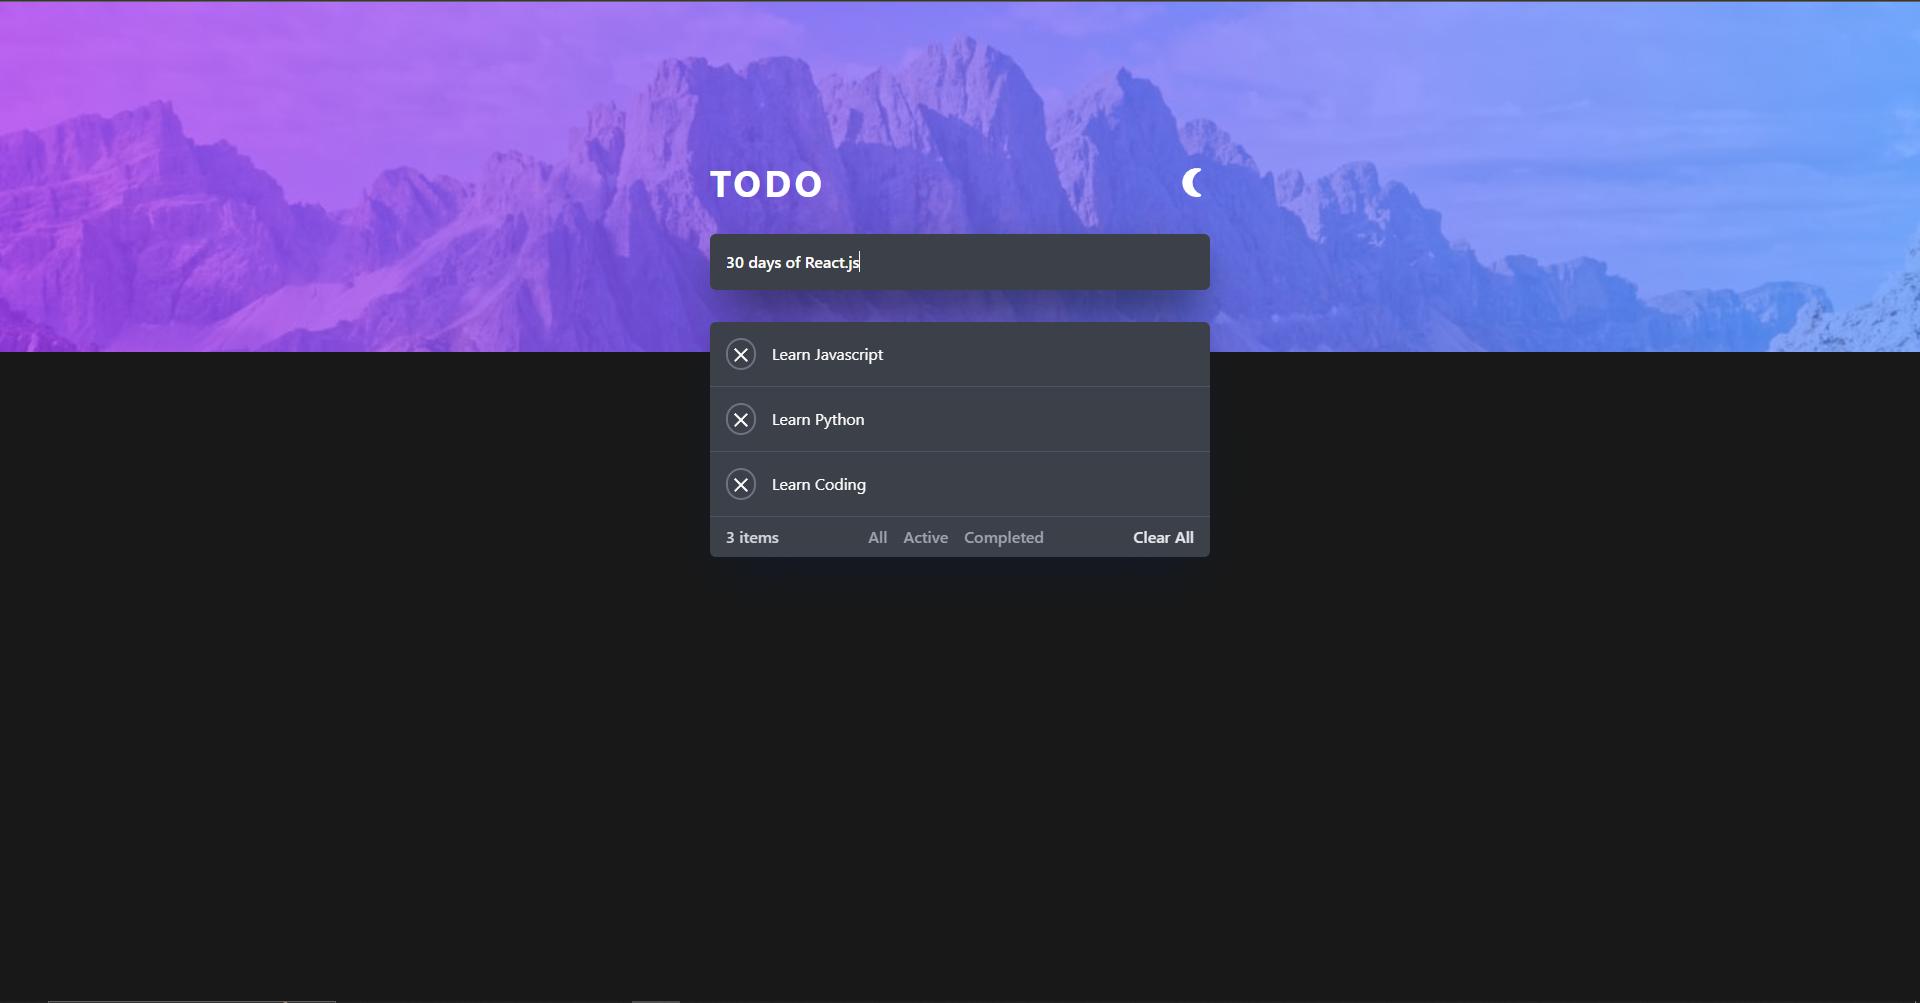 TODO
30 days of React.js
Learn Javascript
Learn Python
Learn Coding
3 items All Active Completed Clear All